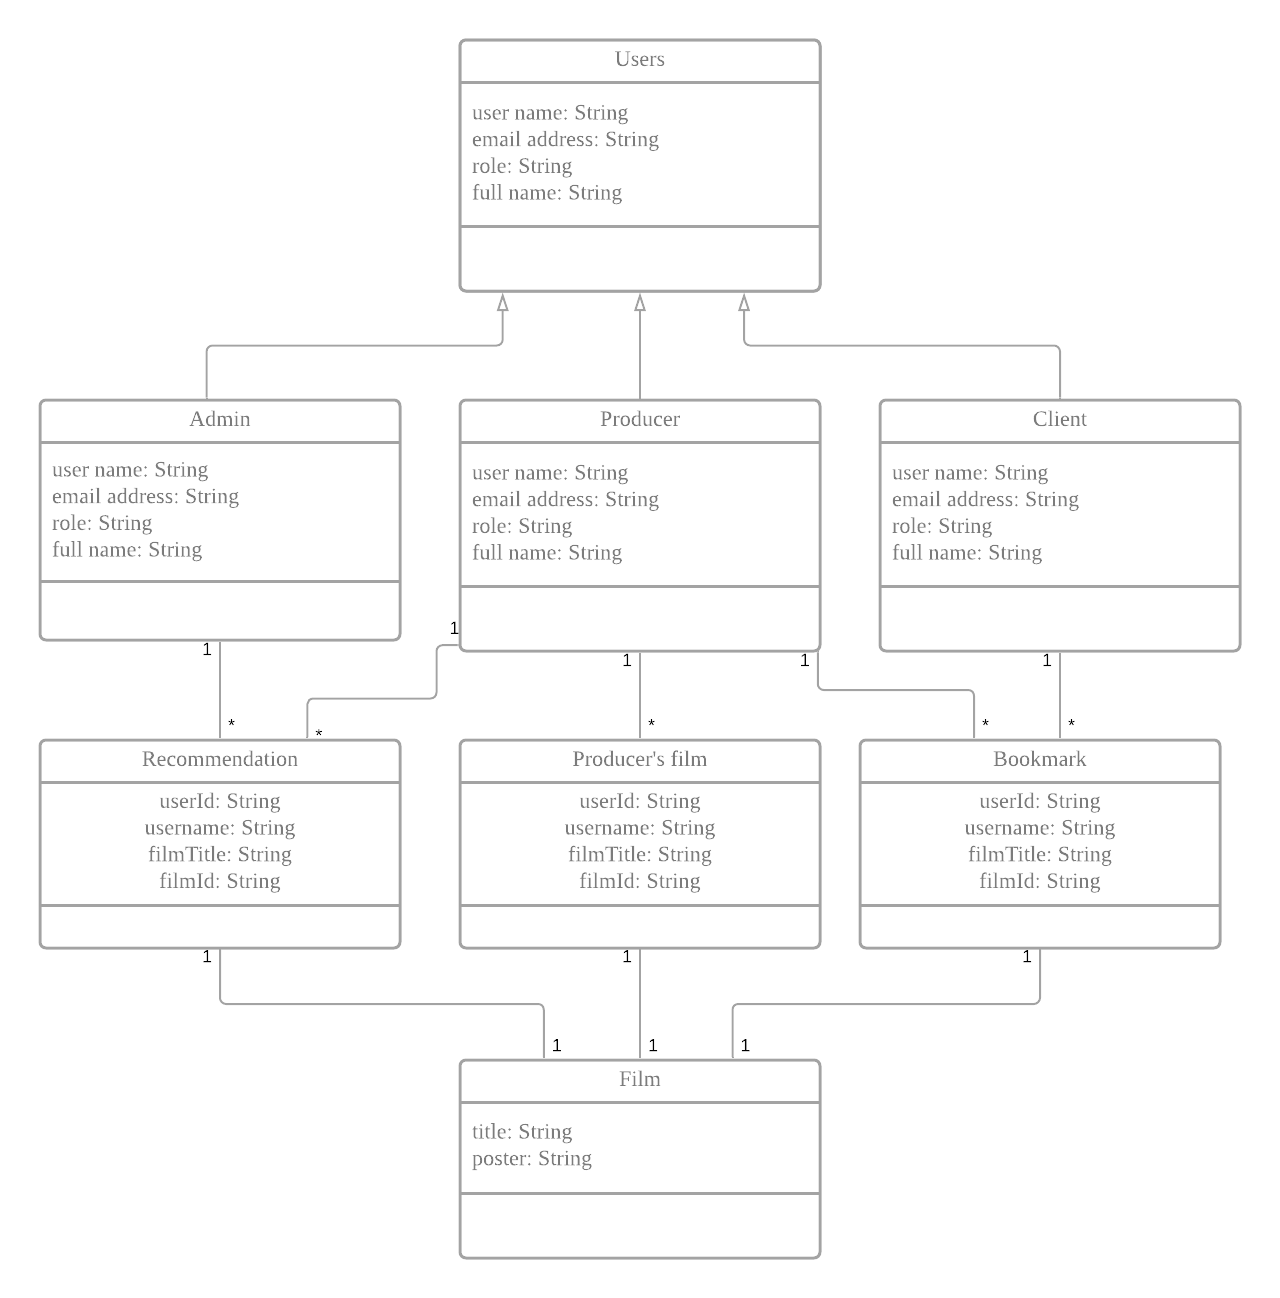 Users
user name: String
email address: String
role: String
full name: String
Admin
user name: String
email address: String
role: String
full name: String
1
*
Producer
user name: String
email address: String
role: String
full name: String
1
*
1
*
1
*
Client
user name: String
email address: String
role: String
full name: String
1
*
Recommendation
userId: String
username: String
filmTitle: String
filmId: String
1
1
Producer's film
userId: String
username: String
filmTitle: String
filmId: String
1
1
Bookmark
userId: String
username: String
filmTitle: String
filmId: String
1
1
Film
title: String
poster: String